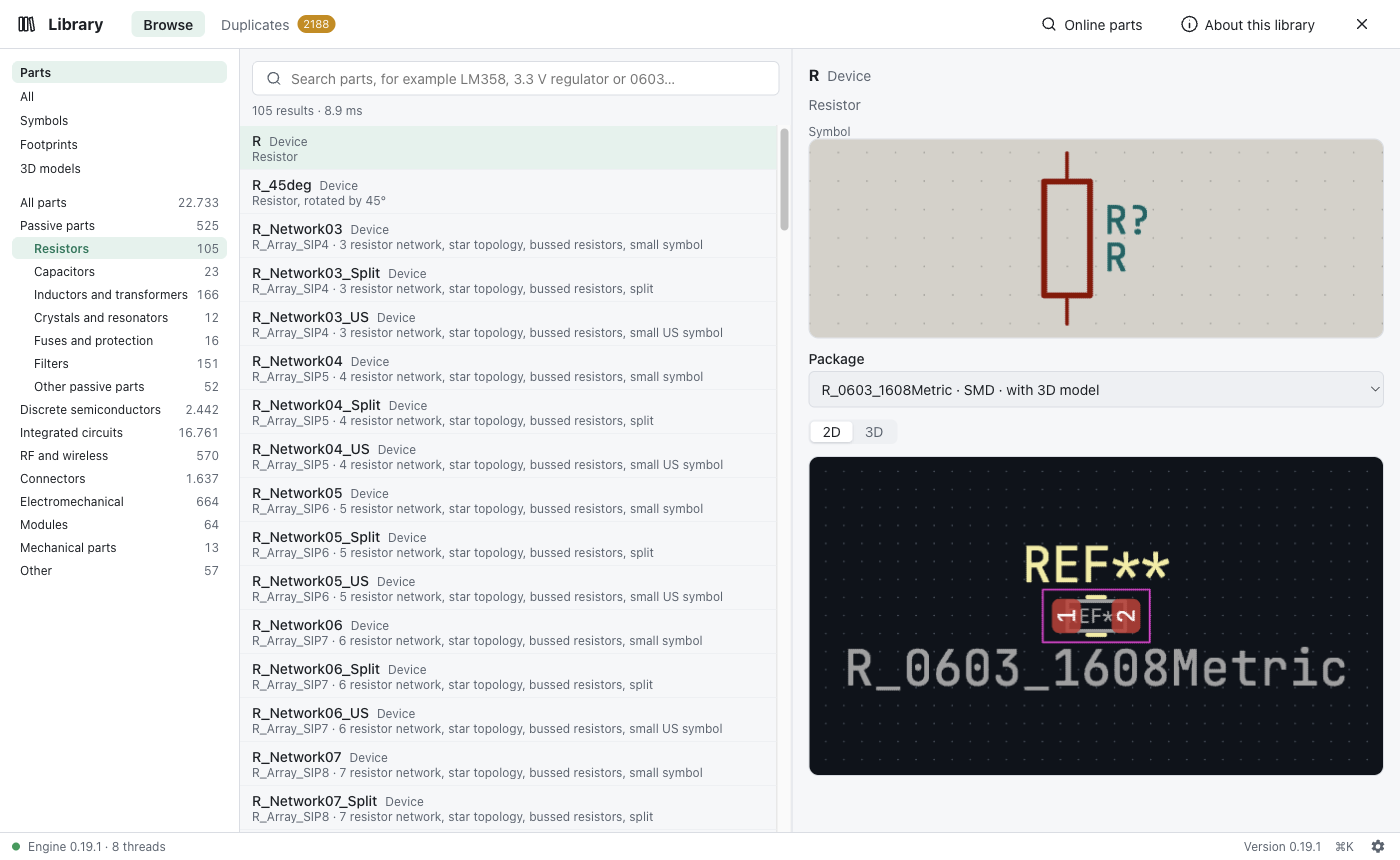 Library
Browse
Duplicates 2188
Online parts
About this library
Parts
All
Symbols
Footprints
3D models
All parts 22.733
Passive parts 525
Resistors 105
Capacitors 23
Inductors and transformers 166
Crystals and resonators 12
Fuses and protection 16
Filters 151
Other passive parts 52
Discrete semiconductors 2.442
Integrated circuits 16.761
RF and wireless 570
Connectors 1.637
Electromechanical 664
Modules 64
Mechanical parts 13
Other 57
Search parts, for example LM358, 3.3 V regulator or 0603...
105 results · 8.9 ms
R Device
Resistor
R_45deg Device
Resistor, rotated by 45°
R_Network03 Device
R_Array_SIP4 · 3 resistor network, star topology, bussed resistors, small symbol
R_Network03_Split Device
R_Array_SIP4 · 3 resistor network, star topology, bussed resistors, split
R_Network03_US Device
R_Array_SIP4 · 3 resistor network, star topology, bussed resistors, small US symbol
R_Network04 Device
R_Array_SIP5 · 4 resistor network, star topology, bussed resistors, small symbol
R_Network04_Split Device
R_Array_SIP5 · 4 resistor network, star topology, bussed resistors, split
R_Network04_US Device
R_Array_SIP5 · 4 resistor network, star topology, bussed resistors, small US symbol
R_Network05 Device
R_Array_SIP6 · 5 resistor network, star topology, bussed resistors, small symbol
R_Network05_Split Device
R_Array_SIP6 · 5 resistor network, star topology, bussed resistors, split
R_Network05_US Device
R_Array_SIP6 · 5 resistor network, star topology, bussed resistors, small US symbol
R_Network06 Device
R_Array_SIP7 · 6 resistor network, star topology, bussed resistors, small symbol
R_Network06_Split Device
R_Array_SIP7 · 6 resistor network, star topology, bussed resistors, split
R_Network06_US Device
R_Array_SIP7 · 6 resistor network, star topology, bussed resistors, small US symbol
R_Network07 Device
R_Array_SIP8 · 7 resistor network, star topology, bussed resistors, small symbol
R_Network07_Split Device
R_Array_SIP8 · 7 resistor network, star topology, bussed resistors, split
R Device
Resistor
Symbol
R?
R
Package
R_0603_1608Metric · SMD · with 3D model
2D 3D
REF**
1 EF* 2
R_0603_1608Metric
Engine 0.19.1 · 8 threads
Version 0.19.1 ⌘K